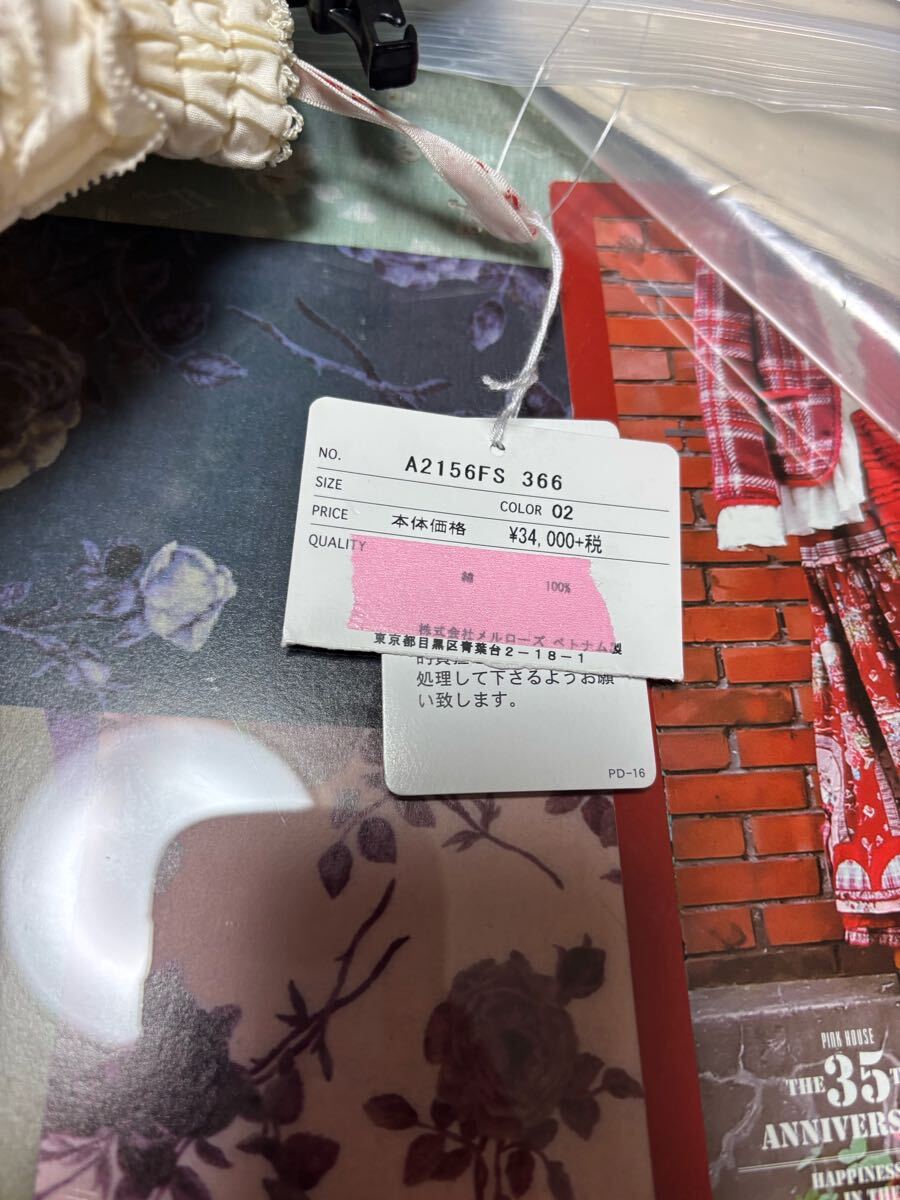 NO. A2156FS 366
SIZE COLOR 02
PRICE 本体価格 ¥34,000+税
QUALITY
綿 100%
株式会社メルローズ ベトナム製
東京都目黒区青葉台2-18-1
処理して下さるようお願
い致します。
PD-16
PINK HOUSE
THE 35T
ANNIVERS
HAPPINESS